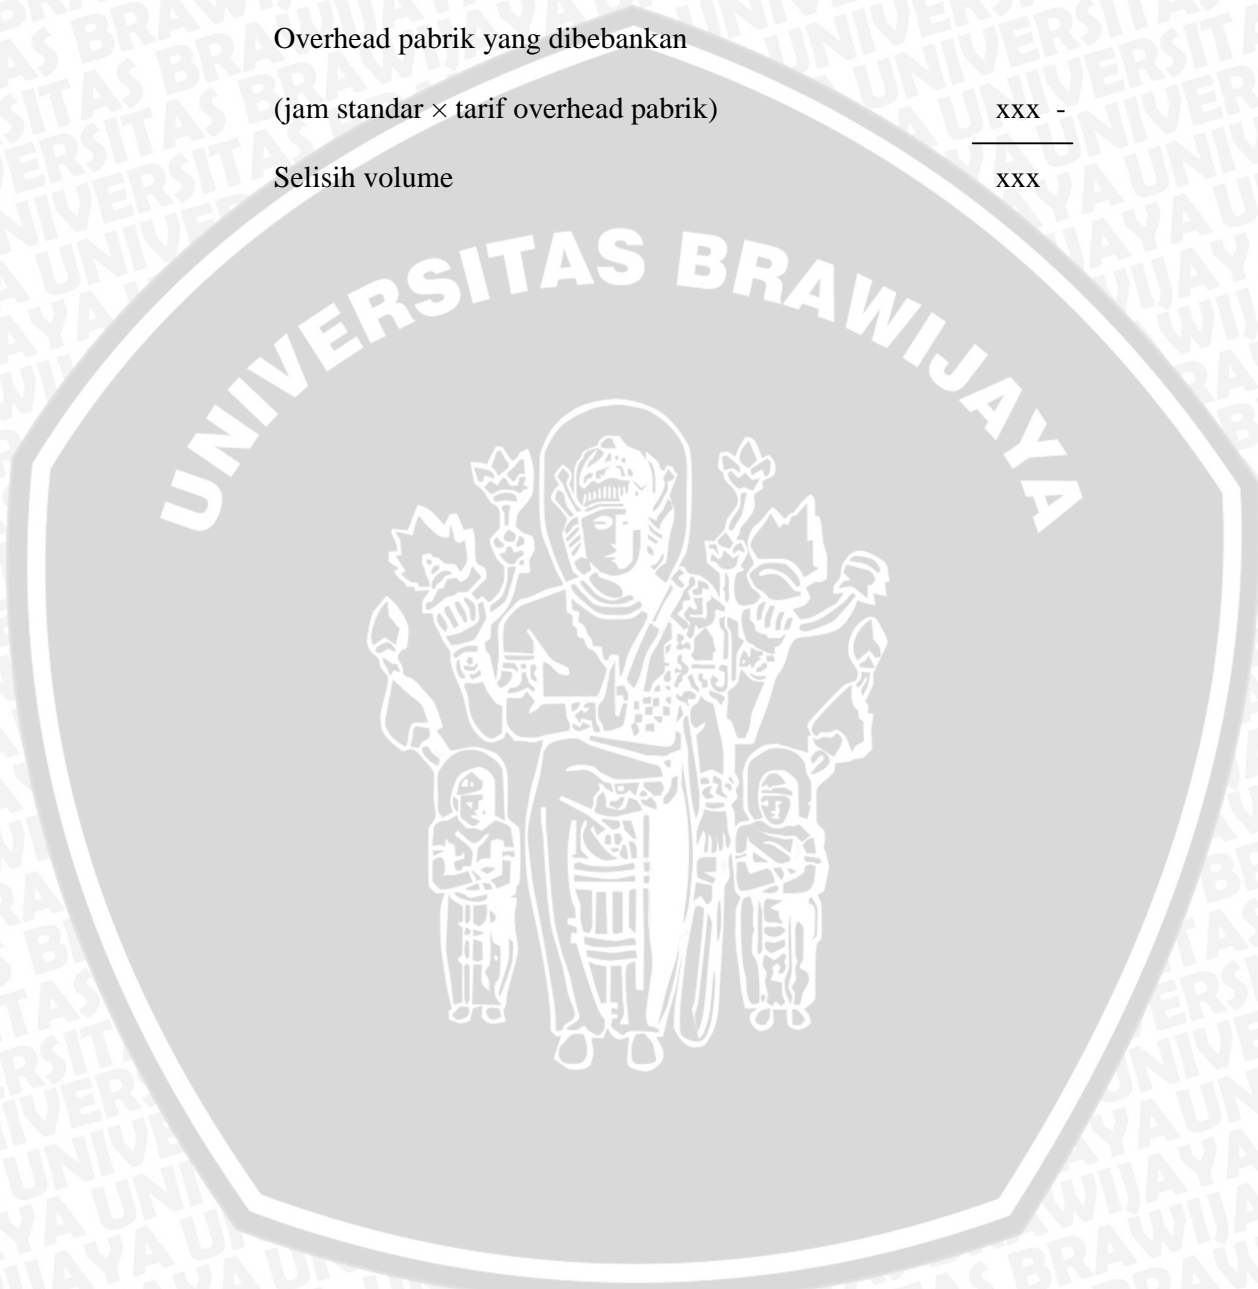 Overhead pabrik yang dibebankan
(jam standar × tarif overhead pabrik) xxx -
Selisih volume xxx
UNIVERSITAS BRAWIJAYA